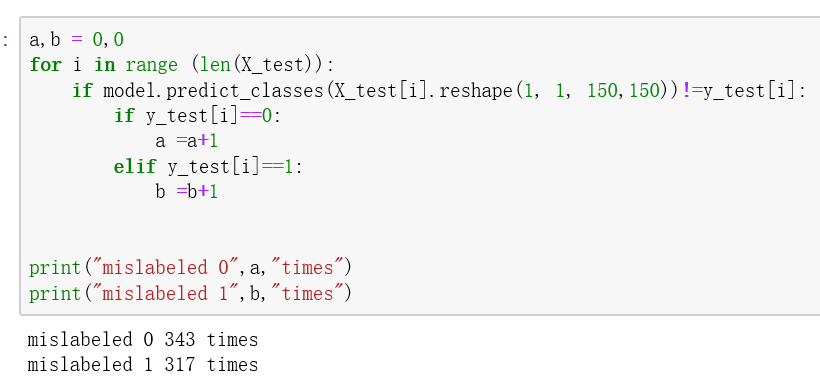 :
a,b = 0,0
for i in range (len(X_test)):
    if model.predict_classes(X_test[i].reshape(1, 1, 150,150))!=y_test[i]:
        if y_test[i]==0:
            a =a+1
        elif y_test[i]==1:
            b =b+1
print("mislabeled 0",a,"times")
print("mislabeled 1",b,"times")
mislabeled 0 343 times
mislabeled 1 317 times